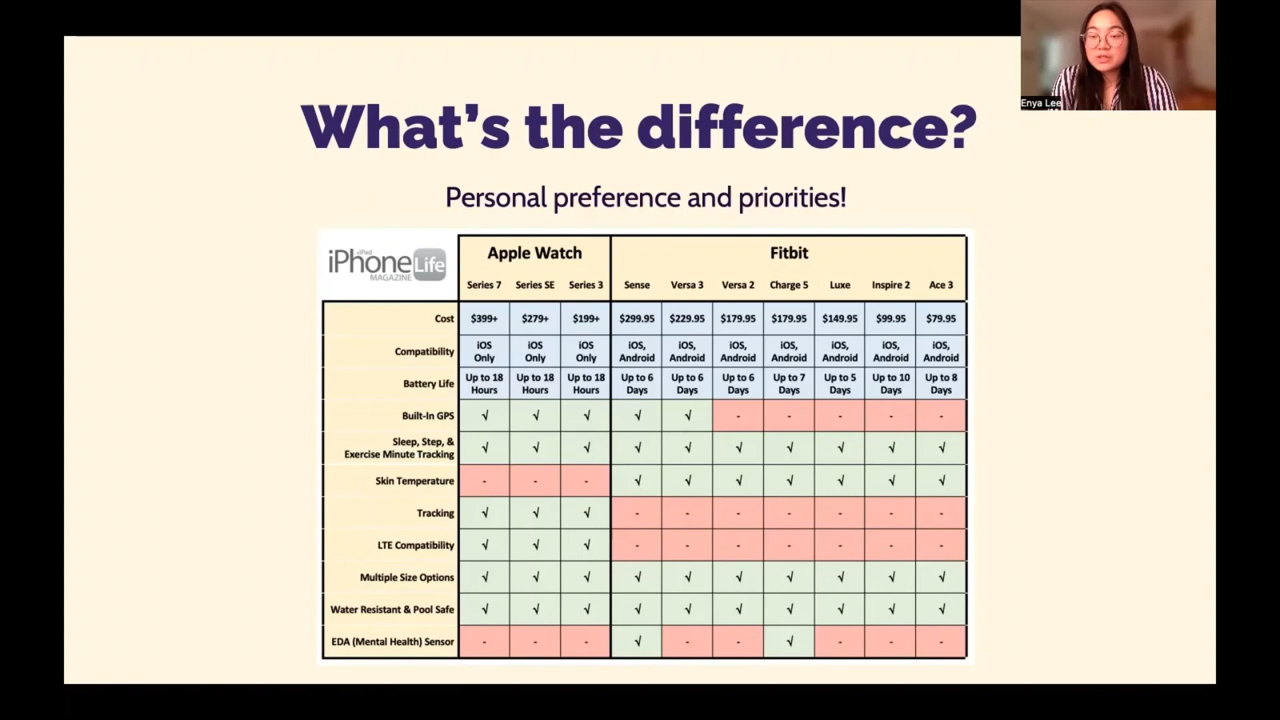 Enya Lee
What's the difference?
Personal preference and priorities!
iPad
iPhone Life
MAGAZINE
Apple Watch Fitbit
Series 7 Series SE Series 3 Sense Versa 3 Versa 2 Charge 5 Luxe Inspire 2 Ace 3
Cost $399+ $279+ $199+ $299.95 $229.95 $179.95 $179.95 $149.95 $99.95 $79.95
Compatibility iOS Only iOS Only iOS Only iOS, Android iOS, Android iOS, Android iOS, Android iOS, Android iOS, Android iOS, Android
Battery Life Up to 18 Hours Up to 18 Hours Up to 18 Hours Up to 6 Days Up to 6 Days Up to 6 Days Up to 7 Days Up to 5 Days Up to 10 Days Up to 8 Days
Built-In GPS √ √ √ √ √ - - - - -
Sleep, Step, & Exercise Minute Tracking √ √ √ √ √ √ √ √ √ √
Skin Temperature - - - √ √ √ √ √ √ √
Tracking √ √ √ - - - - - - -
LTE Compatibility √ √ √ - - - - - - -
Multiple Size Options √ √ √ √ √ √ √ √ √ √
Water Resistant & Pool Safe √ √ √ √ √ √ √ √ √ √
EDA (Mental Health) Sensor - - - √ - - √ - - -